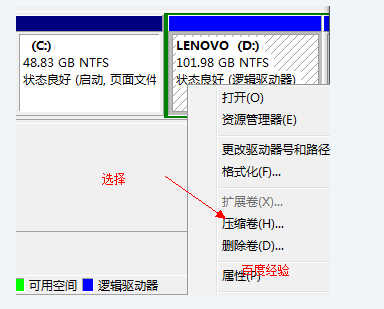 (C:)
48.83 GB NTFS
状态良好 (启动, 页面文件
LENOVO (D:)
101.98 GB NTFS
状态良好 (逻辑驱动器)
打开(O)
资源管理器(E)
更改驱动器号和路径
格式化(F)...
扩展卷(X)...
选择
压缩卷(H)...
删除卷(D)...
属性(P)
百度经验
可用空间
逻辑驱动器